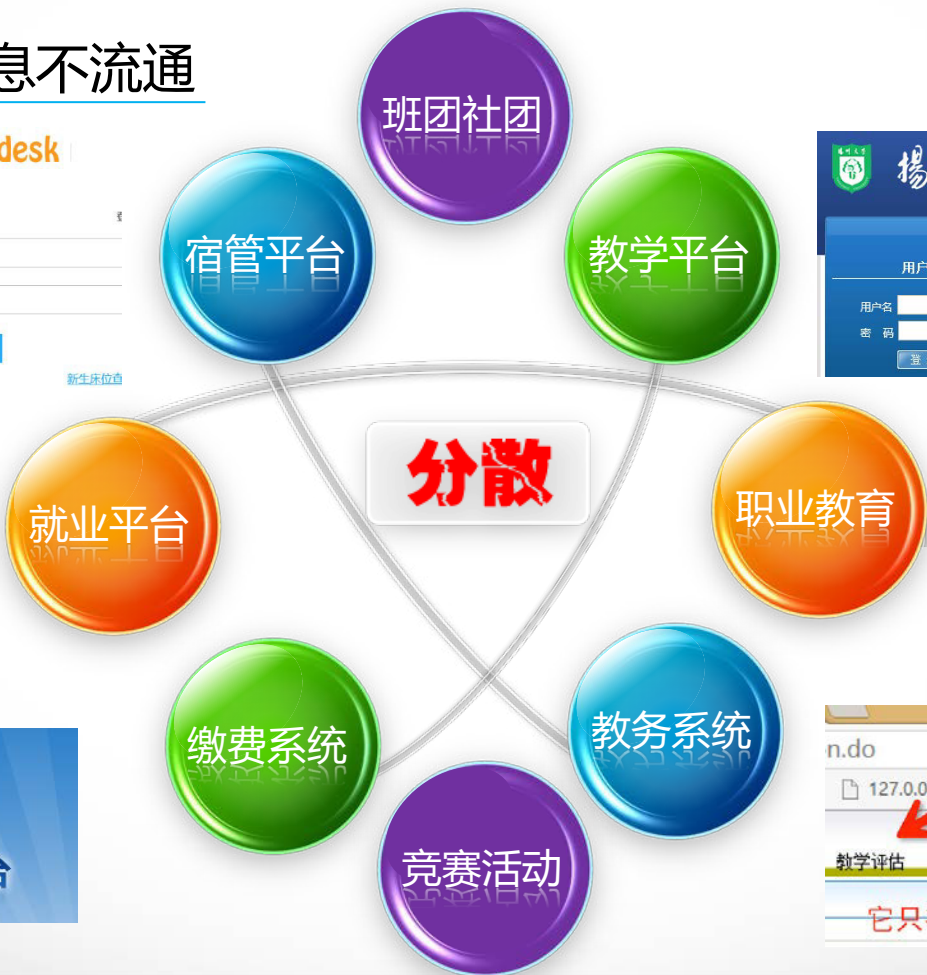 息不流通
班团社团
desk
宿管平台
教学平台
用户
用户名
密 码
登
新生床位查
分散
就业平台
职业教育
缴费系统
教务系统
竞赛活动
n.do
127.0.0
教学评估
它只